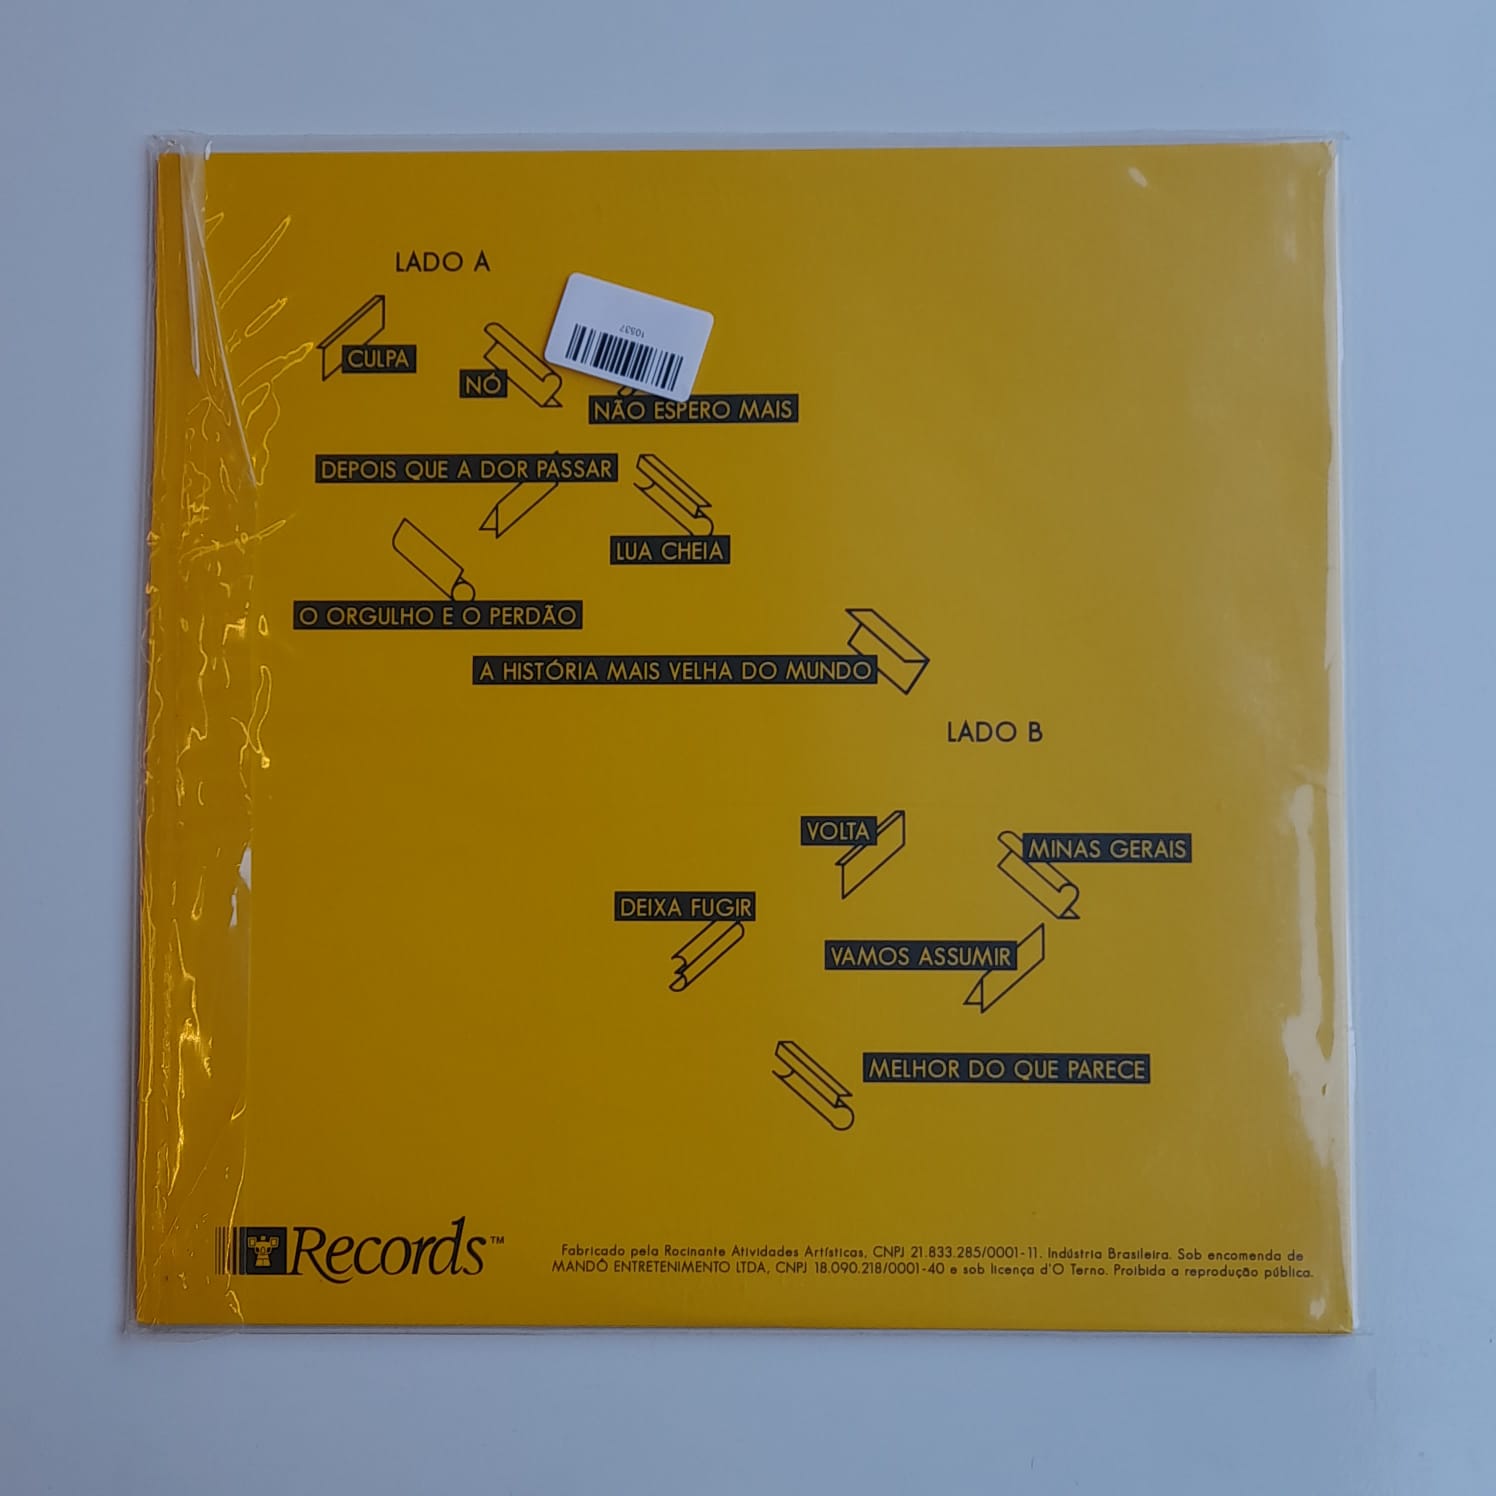 LADO A
CULPA
NÓ
10537
NÃO ESPERO MAIS
DEPOIS QUE A DOR PASSAR
LUA CHEIA
O ORGULHO E O PERDÃO
A HISTÓRIA MAIS VELHA DO MUNDO
LADO B
VOLTA
MINAS GERAIS
DEIXA FUGIR
VAMOS ASSUMIR
MELHOR DO QUE PARECE
Records™
Fabricado pela Rocinante Atividades Artísticas, CNPJ 21.833.285/0001-11. Indústria Brasileira. Sob encomenda de
MANDÔ ENTRETENIMENTO LTDA, CNPJ 18.090.218/0001-40 e sob licença d'O Terno. Proibida a reprodução pública.